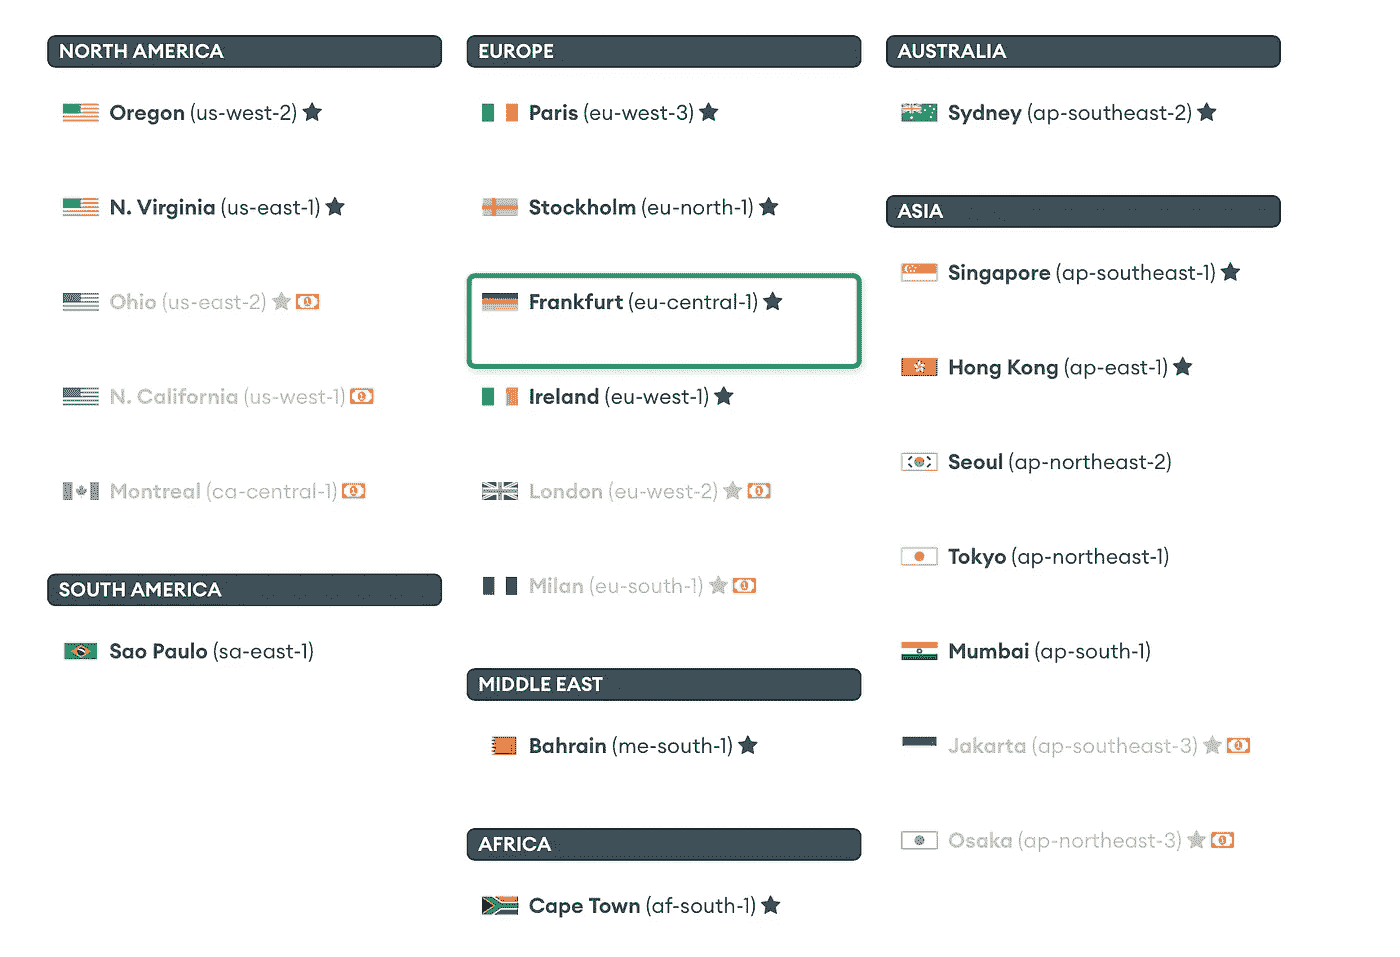 NORTH AMERICA
Oregon (us-west-2)
N. Virginia (us-east-1)
Ohio (us-east-2)
N. California (us-west-1)
Montreal (ca-central-1)
SOUTH AMERICA
Sao Paulo (sa-east-1)
EUROPE
Paris (eu-west-3)
Stockholm (eu-north-1)
Frankfurt (eu-central-1)
Ireland (eu-west-1)
London (eu-west-2)
Milan (eu-south-1)
MIDDLE EAST
Bahrain (me-south-1)
AFRICA
Cape Town (af-south-1)
AUSTRALIA
Sydney (ap-southeast-2)
ASIA
Singapore (ap-southeast-1)
Hong Kong (ap-east-1)
Seoul (ap-northeast-2)
Tokyo (ap-northeast-1)
Mumbai (ap-south-1)
Jakarta (ap-southeast-3)
Osaka (ap-northeast-3)